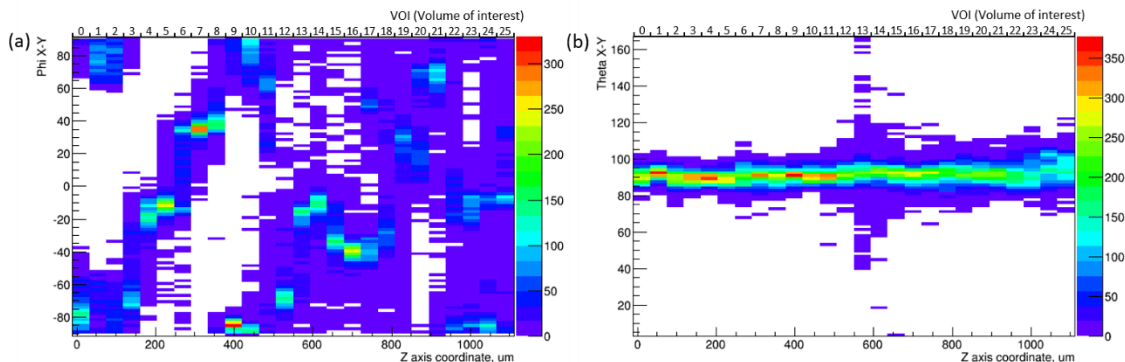 VOI (Volume of interest)
(a)
0 1 2 3 4 5 6 7 8 9 10 11 12 13 14 15 16 17 18 19 20 21 22 23 24 25
Phi X-Y
80
60
40
20
0
-20
-40
-60
-80
0 200 400 600 800 1000
Z axis coordinate, um
300
250
200
150
100
50
0
VOI (Volume of interest)
(b)
0 1 2 3 4 5 6 7 8 9 10 11 12 13 14 15 16 17 18 19 20 21 22 23 24 25
Theta X-Y
160
140
120
100
80
60
40
20
0 200 400 600 800 1000
Z axis coordinate, um
350
300
250
200
150
100
50
0